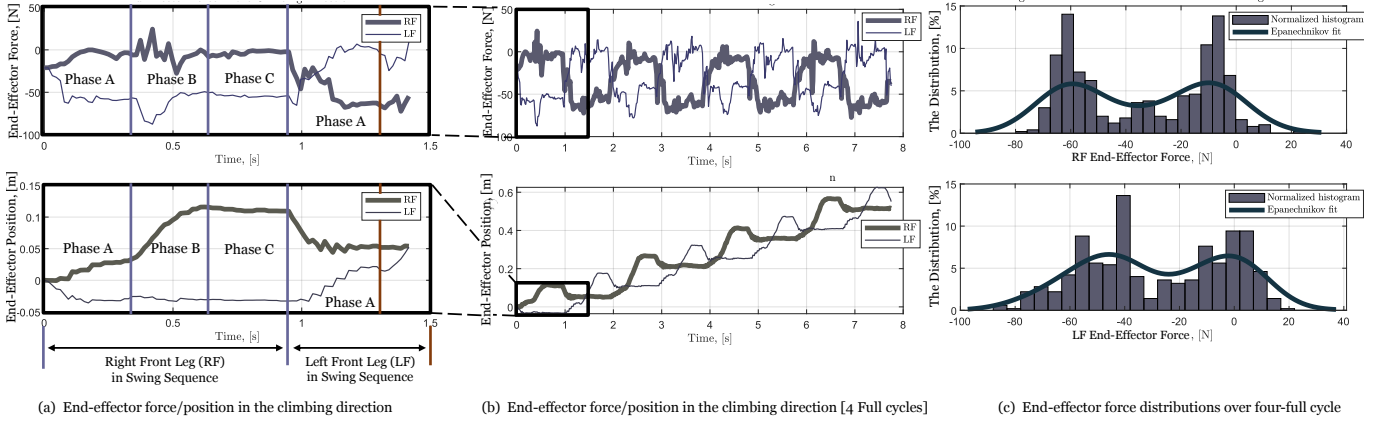 End-Effector Force, [N]
50
0
-50
-100
RF
LF
Phase A
Phase B
Phase C
Phase A
0
0.5
1
1.5
Time, [s]
End-Effector Position, [m]
0.15
0.1
0.05
0
-0.05
RF
LF
Phase A
Phase B
Phase C
Phase A
0
0.5
1
1.5
Time, [s]
Right Front Leg (RF)
in Swing Sequence
Left Front Leg (LF)
in Swing Sequence
(a) End-effector force/position in the climbing direction
End-Effector Force, [N]
50
0
-50
RF
LF
0
1
2
3
4
5
6
7
8
Time, [s]
n
End-Effector Position, [m]
0.6
0.4
0.2
0
RF
LF
0
1
2
3
4
5
6
7
8
Time, [s]
(b) End-effector force/position in the climbing direction [4 Full cycles]
The Distribution, [%]
15
10
5
0
Normalized histogram
Epanechnikov fit
-100
-80
-60
-40
-20
0
20
40
RF End-Effector Force, [N]
The Distribution, [%]
15
10
5
0
Normalized histogram
Epanechnikov fit
-100
-80
-60
-40
-20
0
20
40
LF End-Effector Force, [N]
(c) End-effector force distributions over four-full cycle